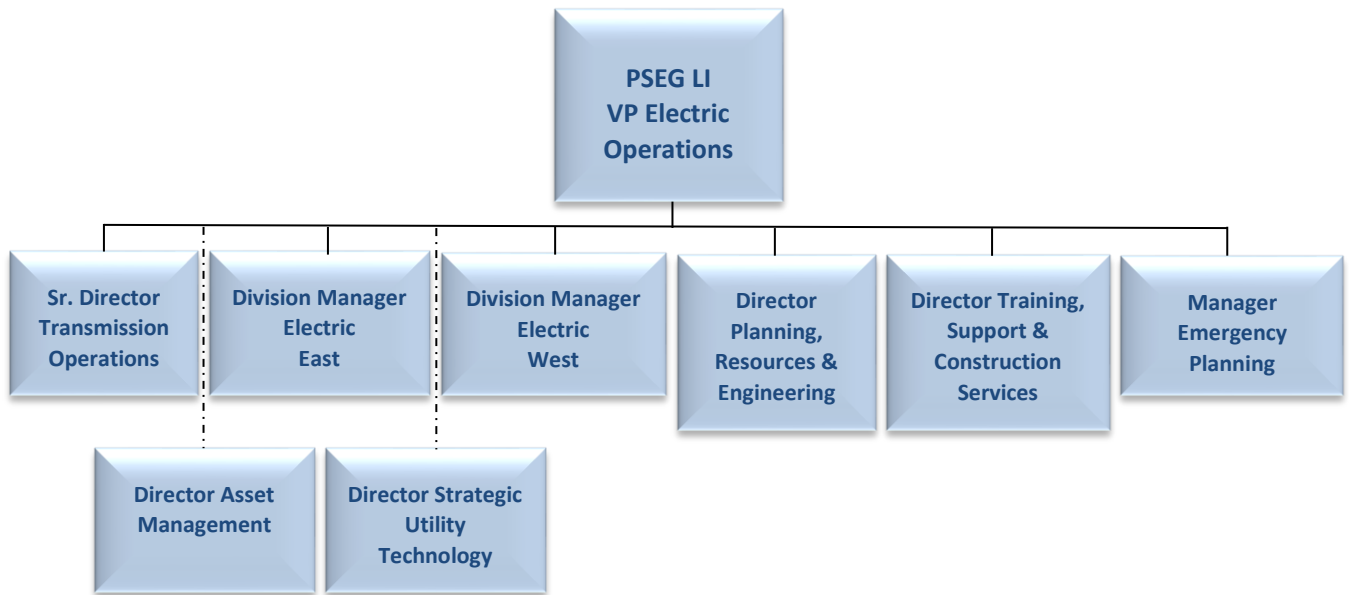 PSEG LI
VP Electric
Operations
Sr. Director
Transmission
Operations
Division Manager
Electric
East
Division Manager
Electric
West
Director
Planning,
Resources &
Engineering
Director Training,
Support &
Construction
Services
Manager
Emergency
Planning
Director Asset
Management
Director Strategic
Utility
Technology